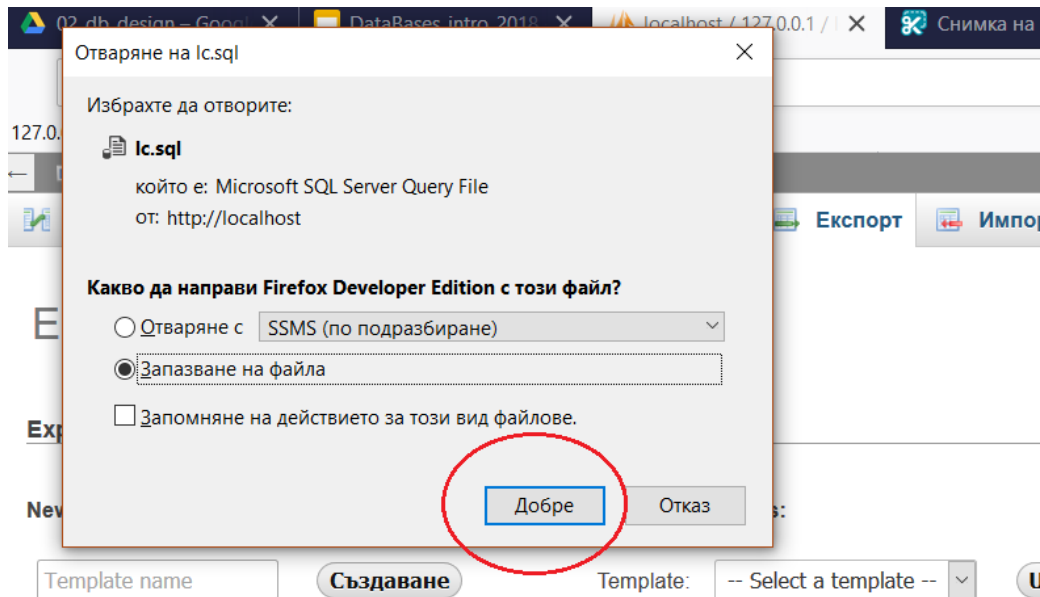 02_db_design – Googl
DataBases_intro_2018
localhost / 127.0.0.1 / 
Снимка на
Отваряне на lc.sql
Избрахте да отворите:
127.0.
lc.sql
който е: Microsoft SQL Server Query File
от: http://localhost
Експорт
Импор
Какво да направи Firefox Developer Edition с този файл?
Отваряне с SSMS (по подразбиране)
Запазване на файла
Запомняне на действието за този вид файлове.
Exp
Добре Отказ
New
s:
Template name Създаване Template: -- Select a template --